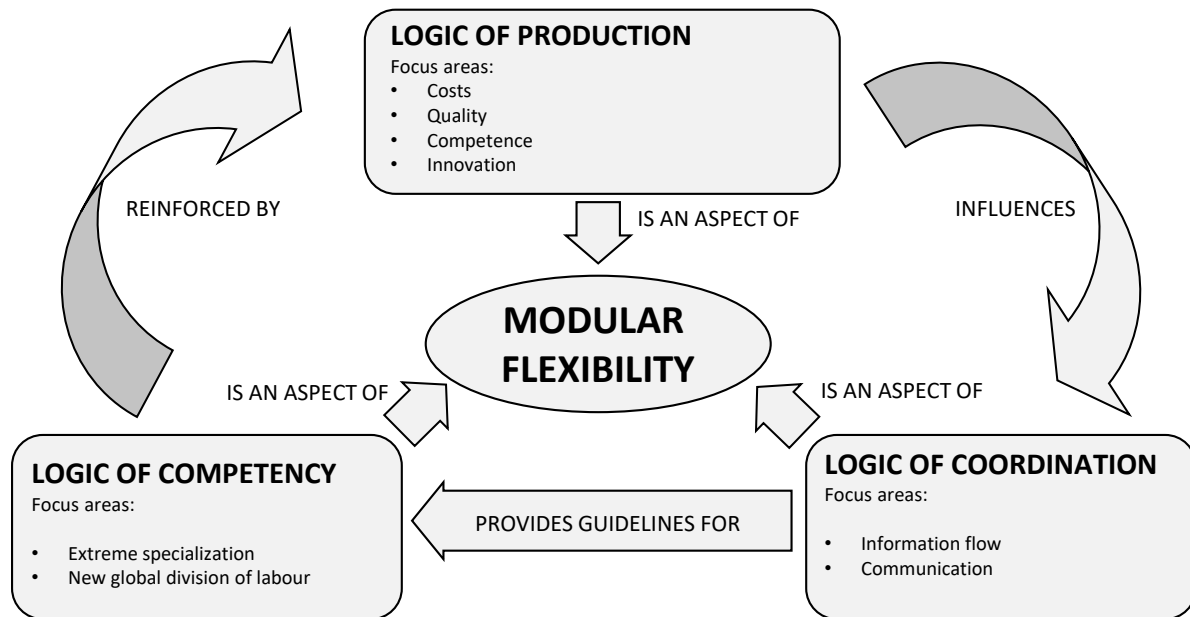 LOGIC OF PRODUCTION
Focus areas:
• Costs
• Quality
• Competence
• Innovation
REINFORCED BY
IS AN ASPECT OF
INFLUENCES
MODULAR
FLEXIBILITY
IS AN ASPECT OF
IS AN ASPECT OF
LOGIC OF COMPETENCY
Focus areas:
• Extreme specialization
• New global division of labour
PROVIDES GUIDELINES FOR
LOGIC OF COORDINATION
Focus areas:
• Information flow
• Communication